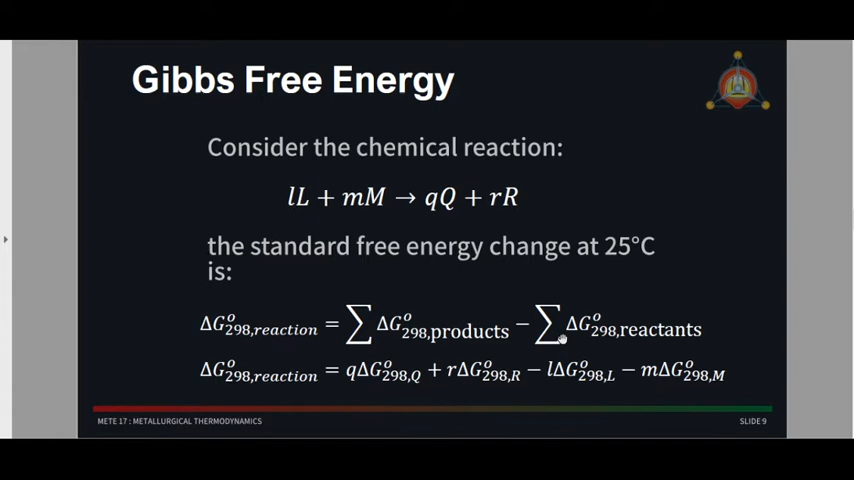 Gibbs Free Energy
Consider the chemical reaction:
lL + mM → qQ + rR
the standard free energy change at 25°C
is:
ΔG°298,reaction = ∑ ΔG°298,products − ∑ ΔG°298,reactants
ΔG°298,reaction = qΔG°298,Q + rΔG°298,R − lΔG°298,L − mΔG°298,M
METE 17 : METALLURGICAL THERMODYNAMICS
SLIDE 9